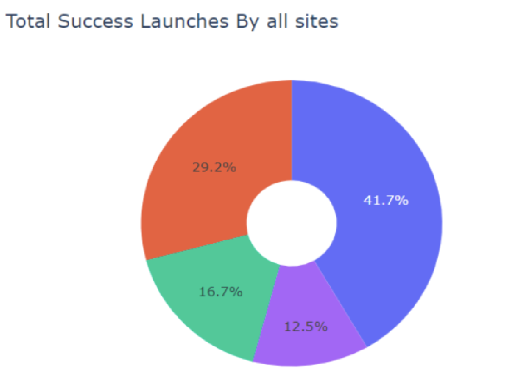 Total Success Launches By all sites
29.2%
41.7%
16.7%
12.5%